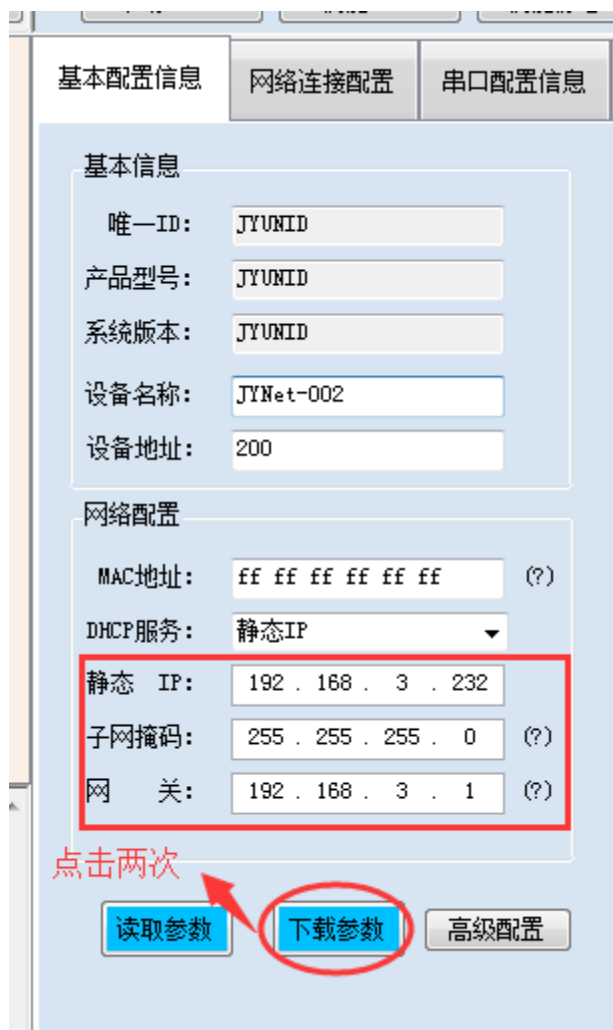 基本配置信息 网络连接配置 串口配置信息
基本信息
唯一ID: JYUNID
产品型号: JYUNID
系统版本: JYUNID
设备名称: JYNet-002
设备地址: 200
网络配置
MAC地址: ff ff ff ff ff ff (?)
DHCP服务: 静态IP
静态 IP: 192 . 168 . 3 . 232
子网掩码: 255 . 255 . 255 . 0 (?)
网 关: 192 . 168 . 3 . 1 (?)
点击两次
读取参数 下载参数 高级配置